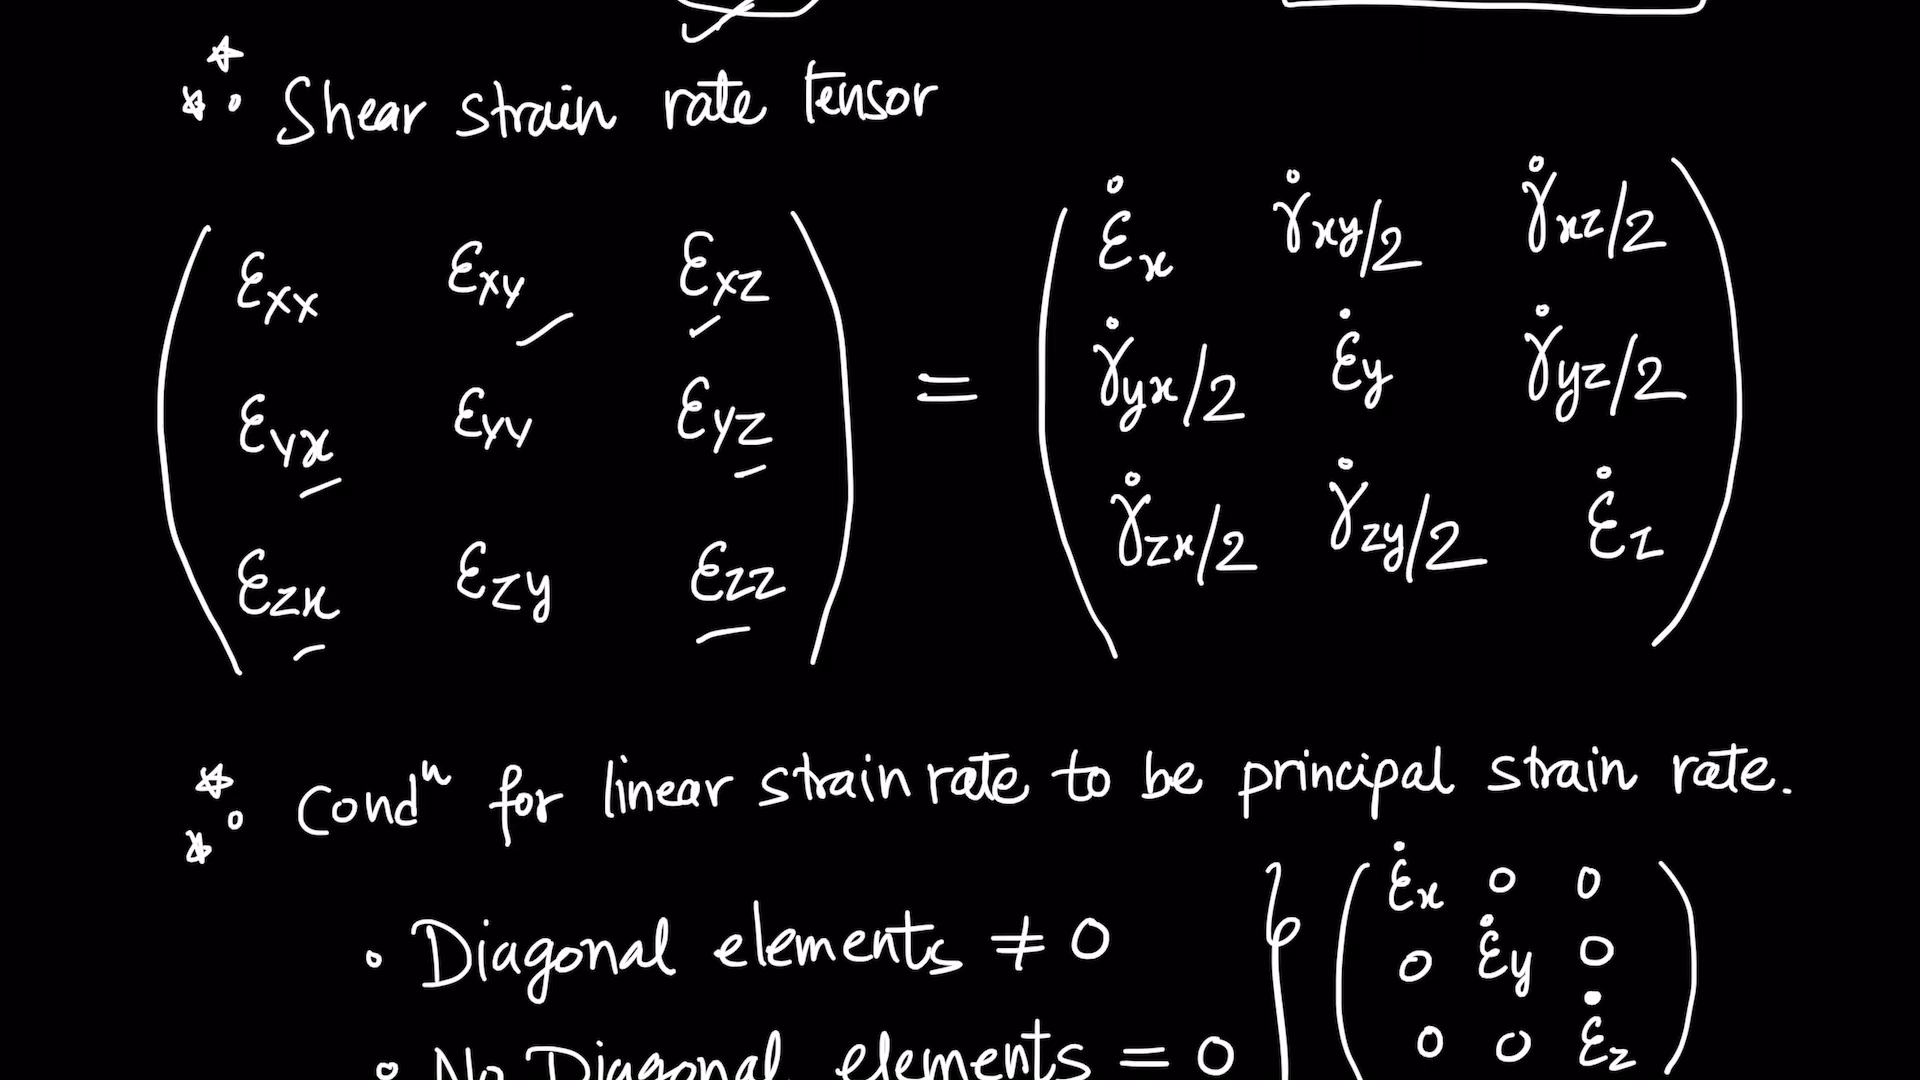 Shear strain rate tensor
εxx εxy εxz ε̇x γ̇xy/2 γ̇xz/2
εyx εyy εyz = γ̇yx/2 ε̇y γ̇yz/2
εzx εzy εzz γ̇zx/2 γ̇zy/2 ε̇z
Condⁿ for linear strain rate to be principal strain rate.
ε̇x 0 0
• Diagonal elements ≠ 0
0 ε̇y 0
• No Diagonal elements = 0
0 0 ε̇z